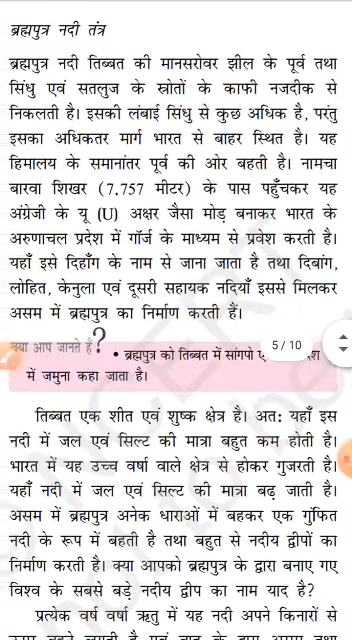 ब्रह्मपुत्र नदी तंत्र
ब्रह्मपुत्र नदी तिब्बत की मानसरोवर झील के पूर्व तथा
सिंधु एवं सतलुज के स्रोतों के काफी नजदीक से
निकलती है। इसकी लंबाई सिंधु से कुछ अधिक है, परंतु
इसका अधिकतर मार्ग भारत से बाहर स्थित है। यह
हिमालय के समानांतर पूर्व की ओर बहती है। नामचा
बारवा शिखर (7,757 मीटर) के पास पहुँचकर यह
अंग्रेजी के यू (U) अक्षर जैसा मोड़ बनाकर भारत के
अरुणाचल प्रदेश में गॉर्ज के माध्यम से प्रवेश करती है।
यहाँ इसे दिहाँग के नाम से जाना जाता है तथा दिबांग,
लोहित, केनुला एवं दूसरी सहायक नदियाँ इससे मिलकर
असम में ब्रह्मपुत्र का निर्माण करती हैं।
क्या आप जानते हैं?
5 / 10
• ब्रह्मपुत्र को तिब्बत में सांगपो
में जमुना कहा जाता है।
तिब्बत एक शीत एवं शुष्क क्षेत्र है। अत: यहाँ इस
नदी में जल एवं सिल्ट की मात्रा बहुत कम होती है।
भारत में यह उच्च वर्षा वाले क्षेत्र से होकर गुजरती है।
यहाँ नदी में जल एवं सिल्ट की मात्रा बढ़ जाती है।
असम में ब्रह्मपुत्र अनेक धाराओं में बहकर एक गुंफित
नदी के रूप में बहती है तथा बहुत से नदीय द्वीपों का
निर्माण करती है। क्या आपको ब्रह्मपुत्र के द्वारा बनाए गए
विश्व के सबसे बड़े नदीय द्वीप का नाम याद है?
प्रत्येक वर्ष वर्षा ऋतु में यह नदी अपने किनारों से